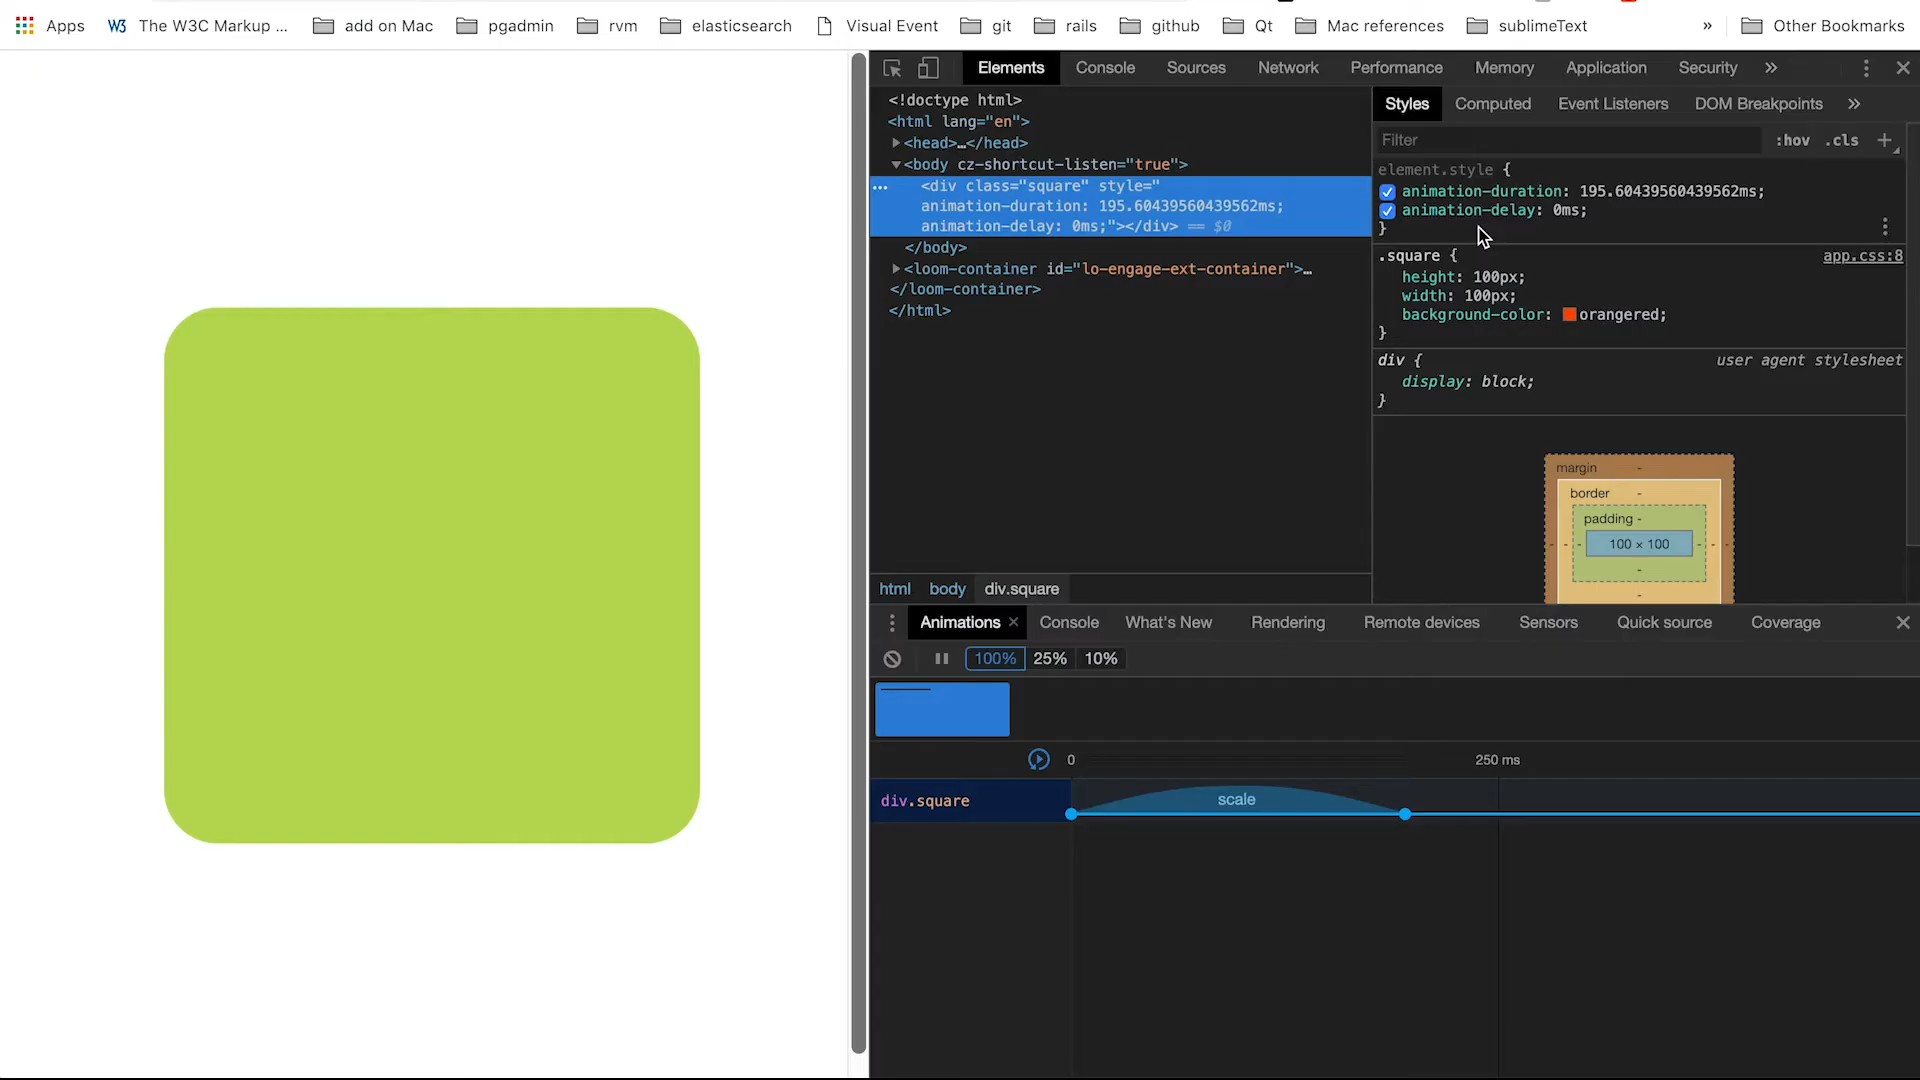 Apps The W3C Markup ... add on Mac pgadmin rvm elasticsearch Visual Event git rails github Qt Mac references sublimeText » Other Bookmarks
Elements Console Sources Network Performance Memory Application Security »
<!doctype html>
<html lang="en">
<head>…</head>
<body cz-shortcut-listen="true">
<div class="square" style="
animation-duration: 195.60439560439562ms;
animation-delay: 0ms;"></div> == $0
</body>
<loom-container id="lo-engage-ext-container">…
</loom-container>
</html>
html body div.square
Styles Computed Event Listeners DOM Breakpoints »
Filter :hov .cls +
element.style {
animation-duration: 195.60439560439562ms;
animation-delay: 0ms;
}
.square { app.css:8
height: 100px;
width: 100px;
background-color: orangered;
}
div { user agent stylesheet
display: block;
}
margin -
border -
padding -
- - - 100 × 100 - - -
-
-
Animations × Console What's New Rendering Remote devices Sensors Quick source Coverage
100% 25% 10%
0 250 ms
div.square scale